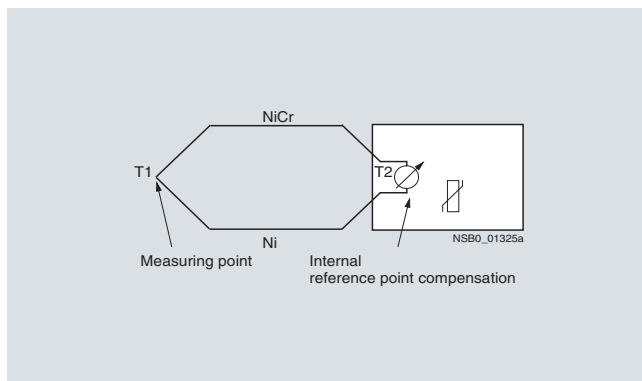 NiCr
T1
T2
NSB0_01325a
Ni
Measuring point
Internal
reference point compensation